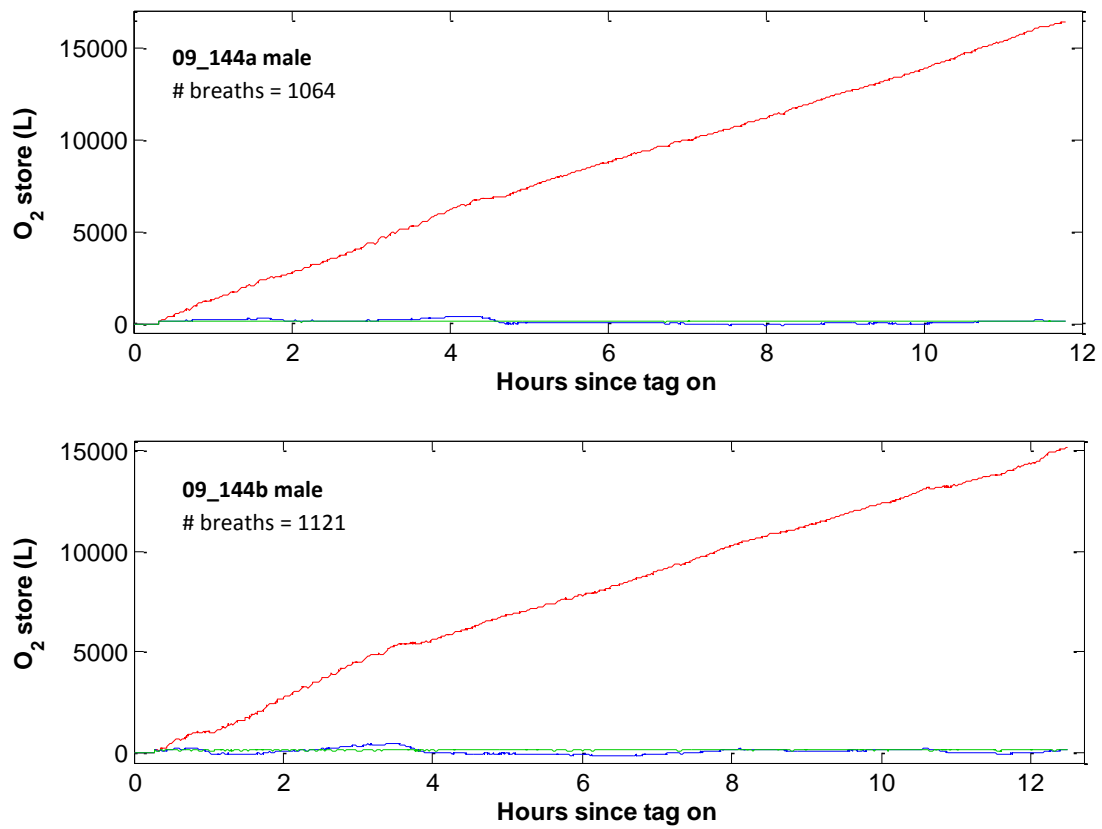 15000
10000
5000
0
O2 store (L)
09_144a male
# breaths = 1064
0 2 4 6 8 10 12
Hours since tag on
15000
10000
5000
0
O2 store (L)
09_144b male
# breaths = 1121
0 2 4 6 8 10 12
Hours since tag on